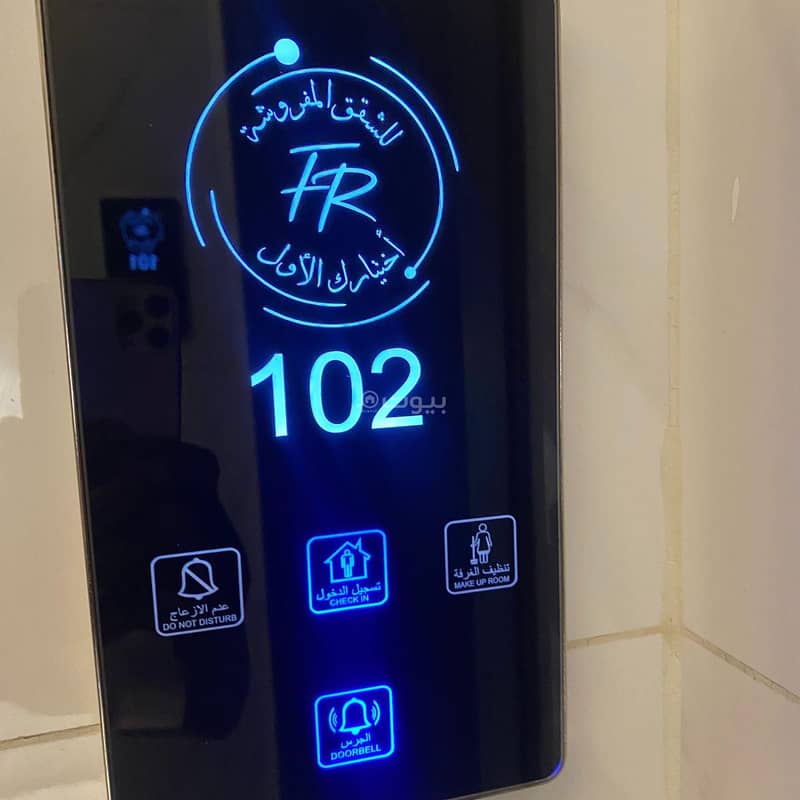 للشقق المفروشة
FR
أختيارك الأول
102
بيوت
عدم الازعاج
DO NOT DISTURB
تسجيل الدخول
CHECK IN
تنظيف الغرفة
MAKE UP ROOM
الجرس
DOORBELL
101